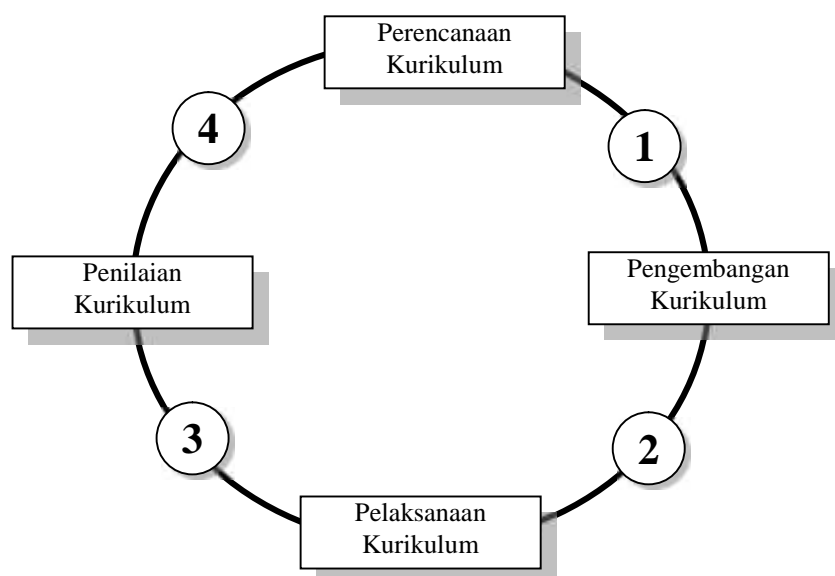 Perencanaan
Kurikulum
4
1
Penilaian
Kurikulum
Pengembangan
Kurikulum
3
2
Pelaksanaan
Kurikulum